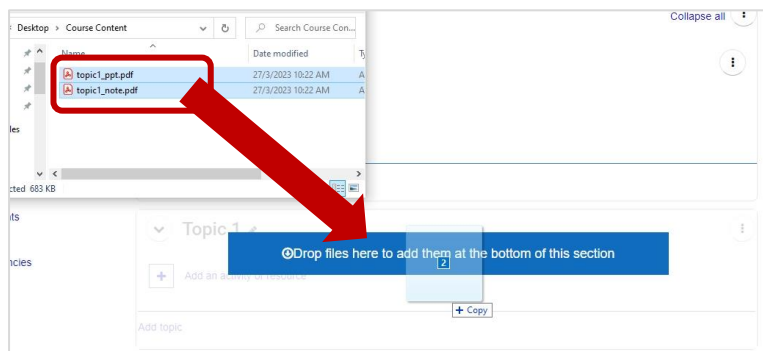 Desktop > Course Content
Search Course Con...
Collapse all
Name
Date modified
topic1_ppt.pdf
27/3/2023 10:22 AM
A
topic1_note.pdf
27/3/2023 10:22 AM
A
les
cted 683 KB
nts
Topic 1
Drop files here to add them at the bottom of this section
2
ncies
Add an activity or resource
+ Copy
Add topic